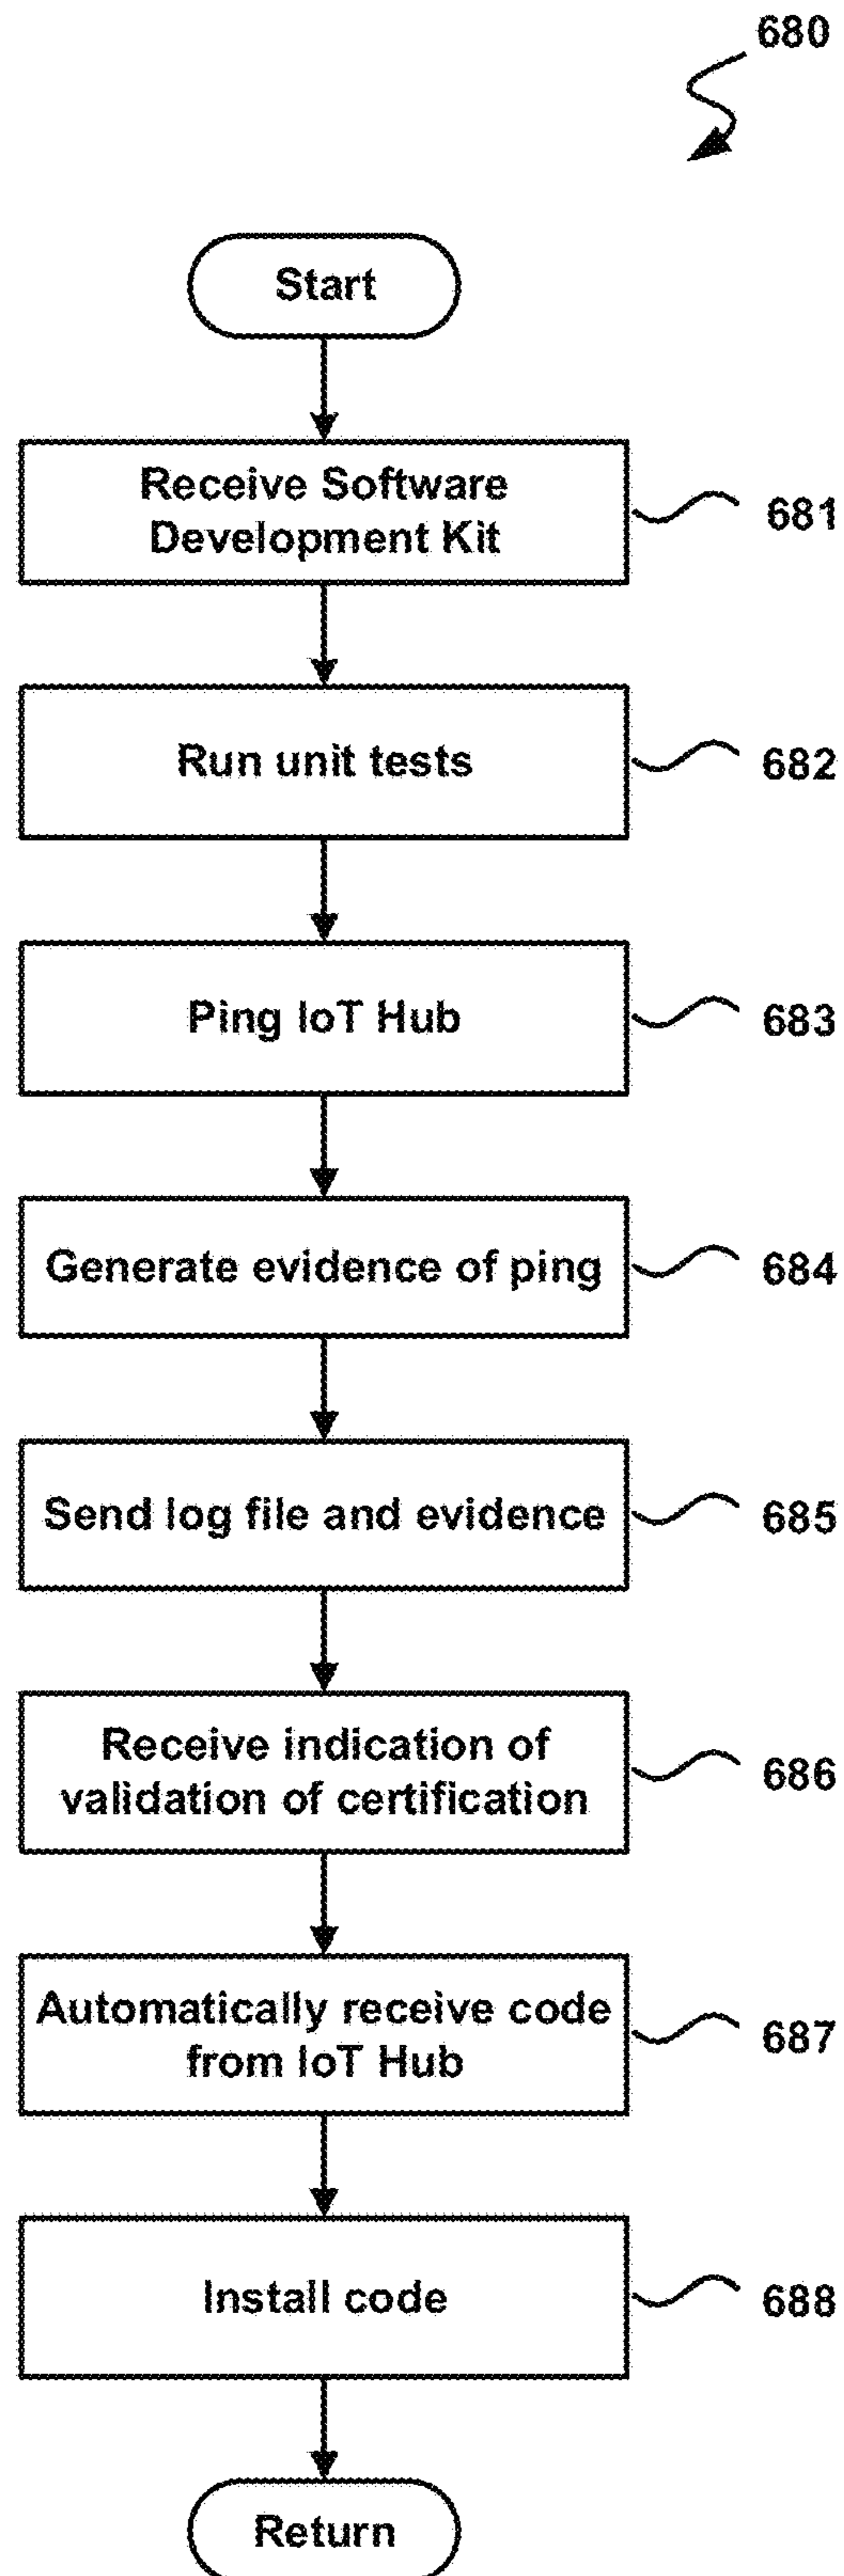 680
Start
Receive Software
Development Kit
681
Run unit tests
682
Ping IoT Hub
683
Generate evidence of ping
684
Send log file and evidence
685
Receive indication of
validation of certification
686
Automatically receive code
from IoT Hub
687
Install code
688
Return